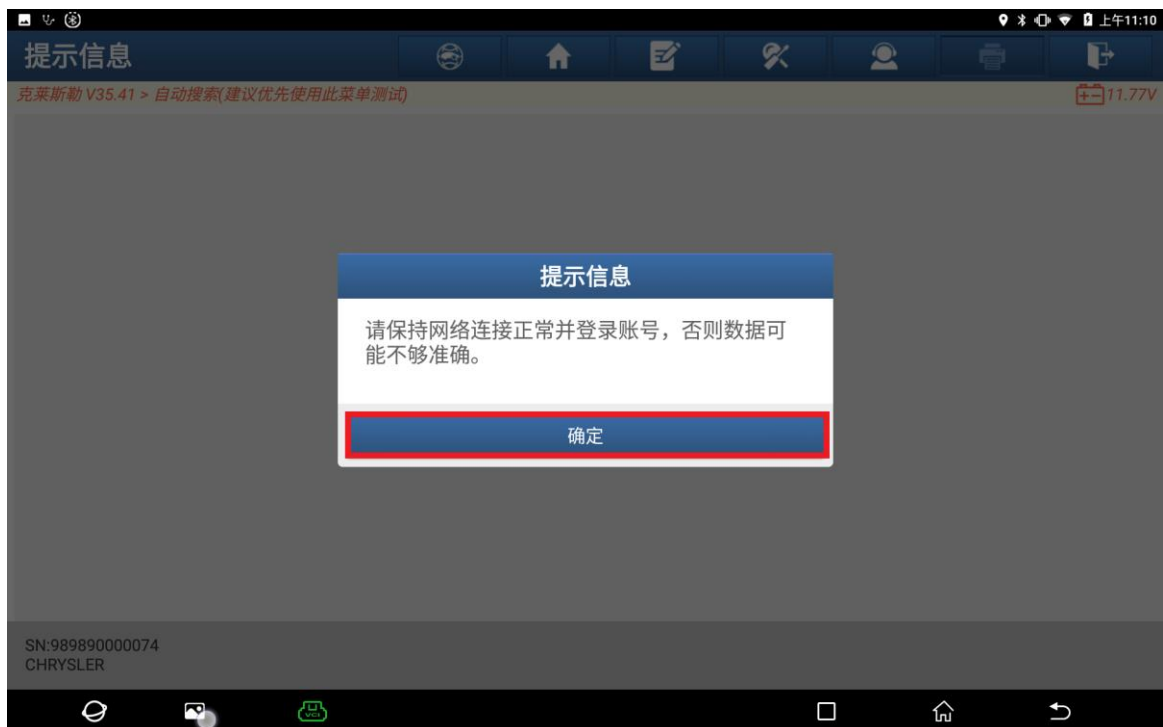 上午11:10
提示信息
克莱斯勒 V35.41 > 自动搜索(建议优先使用此菜单测试)
11.77V
提示信息
请保持网络连接正常并登录账号，否则数据可
能不够准确。
确定
SN:989890000074
CHRYSLER
VCI